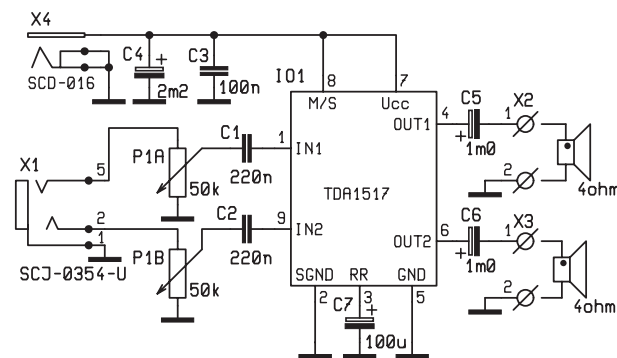 X4
C4
+
C3
IO1
SCD-016
2m2
100n
8
7
M/S
Ucc
4
C5
X2
1
OUT1
+
1m0
2
4ohm
X1
5
P1A
C1
1
IN1
50k
220n
TDA1517
2
C2
9
IN2
6
C6
X3
1
OUT2
+
1m0
1
P1B
220n
SCJ-0354-U
50k
SGND
RR
GND
2
4ohm
2
3
5
C7
+
100u